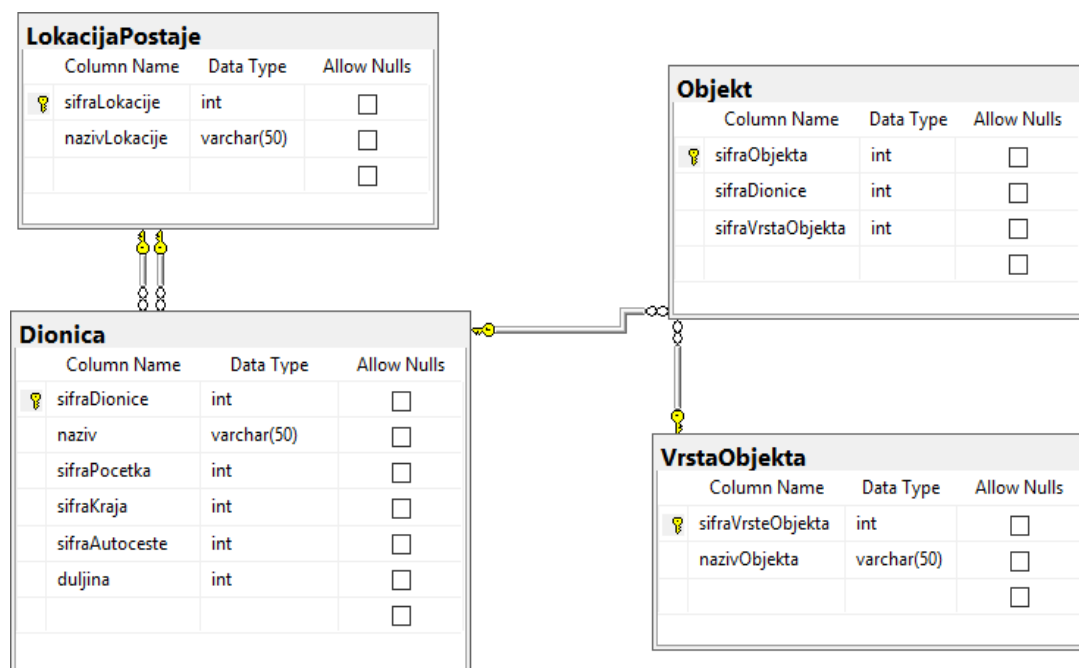 LokacijaPostaje
Column Name Data Type Allow Nulls
sifraLokacije int
nazivLokacije varchar(50)
Objekt
Column Name Data Type Allow Nulls
sifraObjekta int
sifraDionice int
sifraVrstaObjekta int
Dionica
Column Name Data Type Allow Nulls
sifraDionice int
naziv varchar(50)
sifraPocetka int
sifraKraja int
sifraAutoceste int
duljina int
VrstaObjekta
Column Name Data Type Allow Nulls
sifraVrsteObjekta int
nazivObjekta varchar(50)